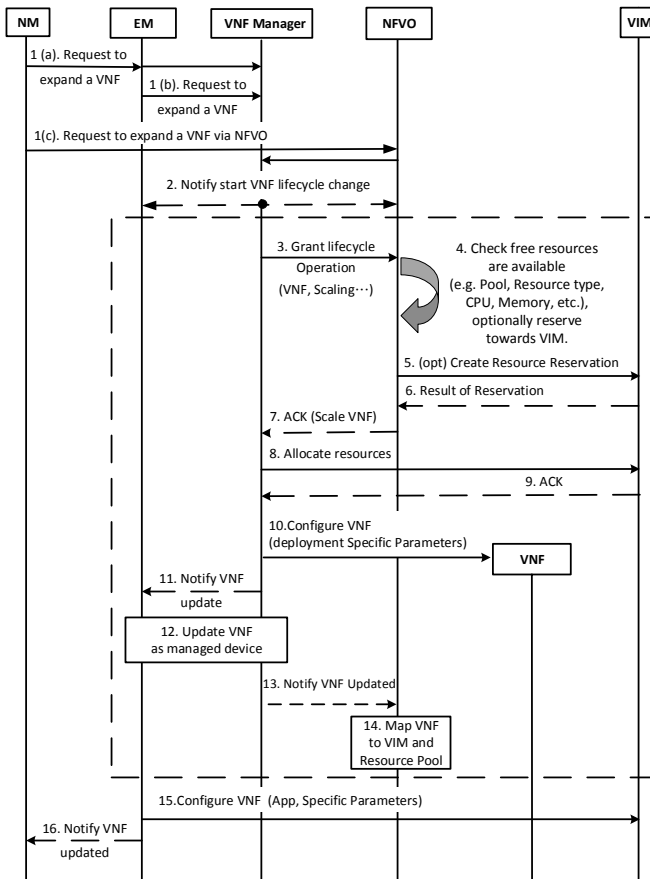 NM
EM
VNF Manager
NFVO
VIM
1 (a). Request to
expand a VNF
1 (b). Request to
expand a VNF
1(c). Request to expand a VNF via NFVO
2. Notify start VNF lifecycle change
3. Grant lifecycle
Operation
(VNF, Scaling···)
4. Check free resources
are available
(e.g. Pool, Resource type,
CPU, Memory, etc.),
optionally reserve
towards VIM.
5. (opt) Create Resource Reservation
6. Result of Reservation
7. ACK (Scale VNF)
8. Allocate resources
9. ACK
10.Configure VNF
(deployment Specific Parameters)
VNF
11. Notify VNF
update
12. Update VNF
as managed device
13. Notify VNF Updated
14. Map VNF
to VIM and
Resource Pool
15.Configure VNF (App, Specific Parameters)
16. Notify VNF
updated